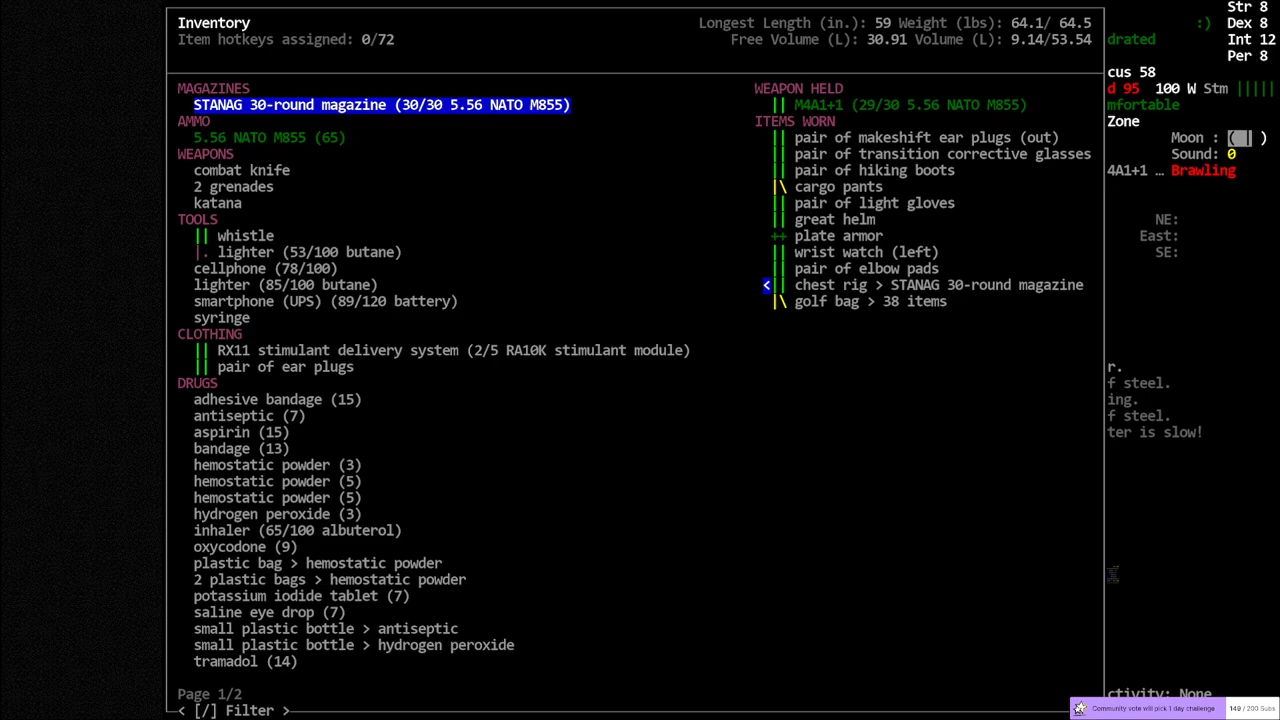 Inventory
Item hotkeys assigned: 0/72
Longest Length (in.): 59 Weight (lbs): 64.1/ 64.5
Free Volume (L): 30.91 Volume (L): 9.14/53.54
MAGAZINES
STANAG 30-round magazine (30/30 5.56 NATO M855)
AMMO
5.56 NATO M855 (65)
WEAPONS
combat knife
2 grenades
katana
TOOLS
|| whistle
|. lighter (53/100 butane)
cellphone (78/100)
lighter (85/100 butane)
smartphone (UPS) (89/120 battery)
syringe
CLOTHING
|| RX11 stimulant delivery system (2/5 RA10K stimulant module)
|| pair of ear plugs
DRUGS
adhesive bandage (15)
antiseptic (7)
aspirin (15)
bandage (13)
hemostatic powder (3)
hemostatic powder (5)
hemostatic powder (5)
hydrogen peroxide (3)
inhaler (65/100 albuterol)
oxycodone (9)
plastic bag > hemostatic powder
2 plastic bags > hemostatic powder
potassium iodide tablet (7)
saline eye drop (7)
small plastic bottle > antiseptic
small plastic bottle > hydrogen peroxide
tramadol (14)
Page 1/2
< [/] Filter >
WEAPON HELD
|| M4A1+1 (29/30 5.56 NATO M855)
ITEMS WORN
|| pair of makeshift ear plugs (out)
|| pair of transition corrective glasses
|| pair of hiking boots
|\ cargo pants
|| pair of light gloves
|| great helm
++ plate armor
|| wrist watch (left)
|| pair of elbow pads
<|| chest rig > STANAG 30-round magazine
|\ golf bag > 38 items
Str 8
:) Dex 8
drated Int 12
Per 8
cus 58
d 95 100 W Stm |||||
mfortable
Zone
Moon : (   )
Sound: 0
4A1+1 … Brawling
NE:
East:
SE:
r.
f steel.
ing.
f steel.
ter is slow!
ctivity: None
Community vote will pick 1 day challenge
149 / 200 Subs